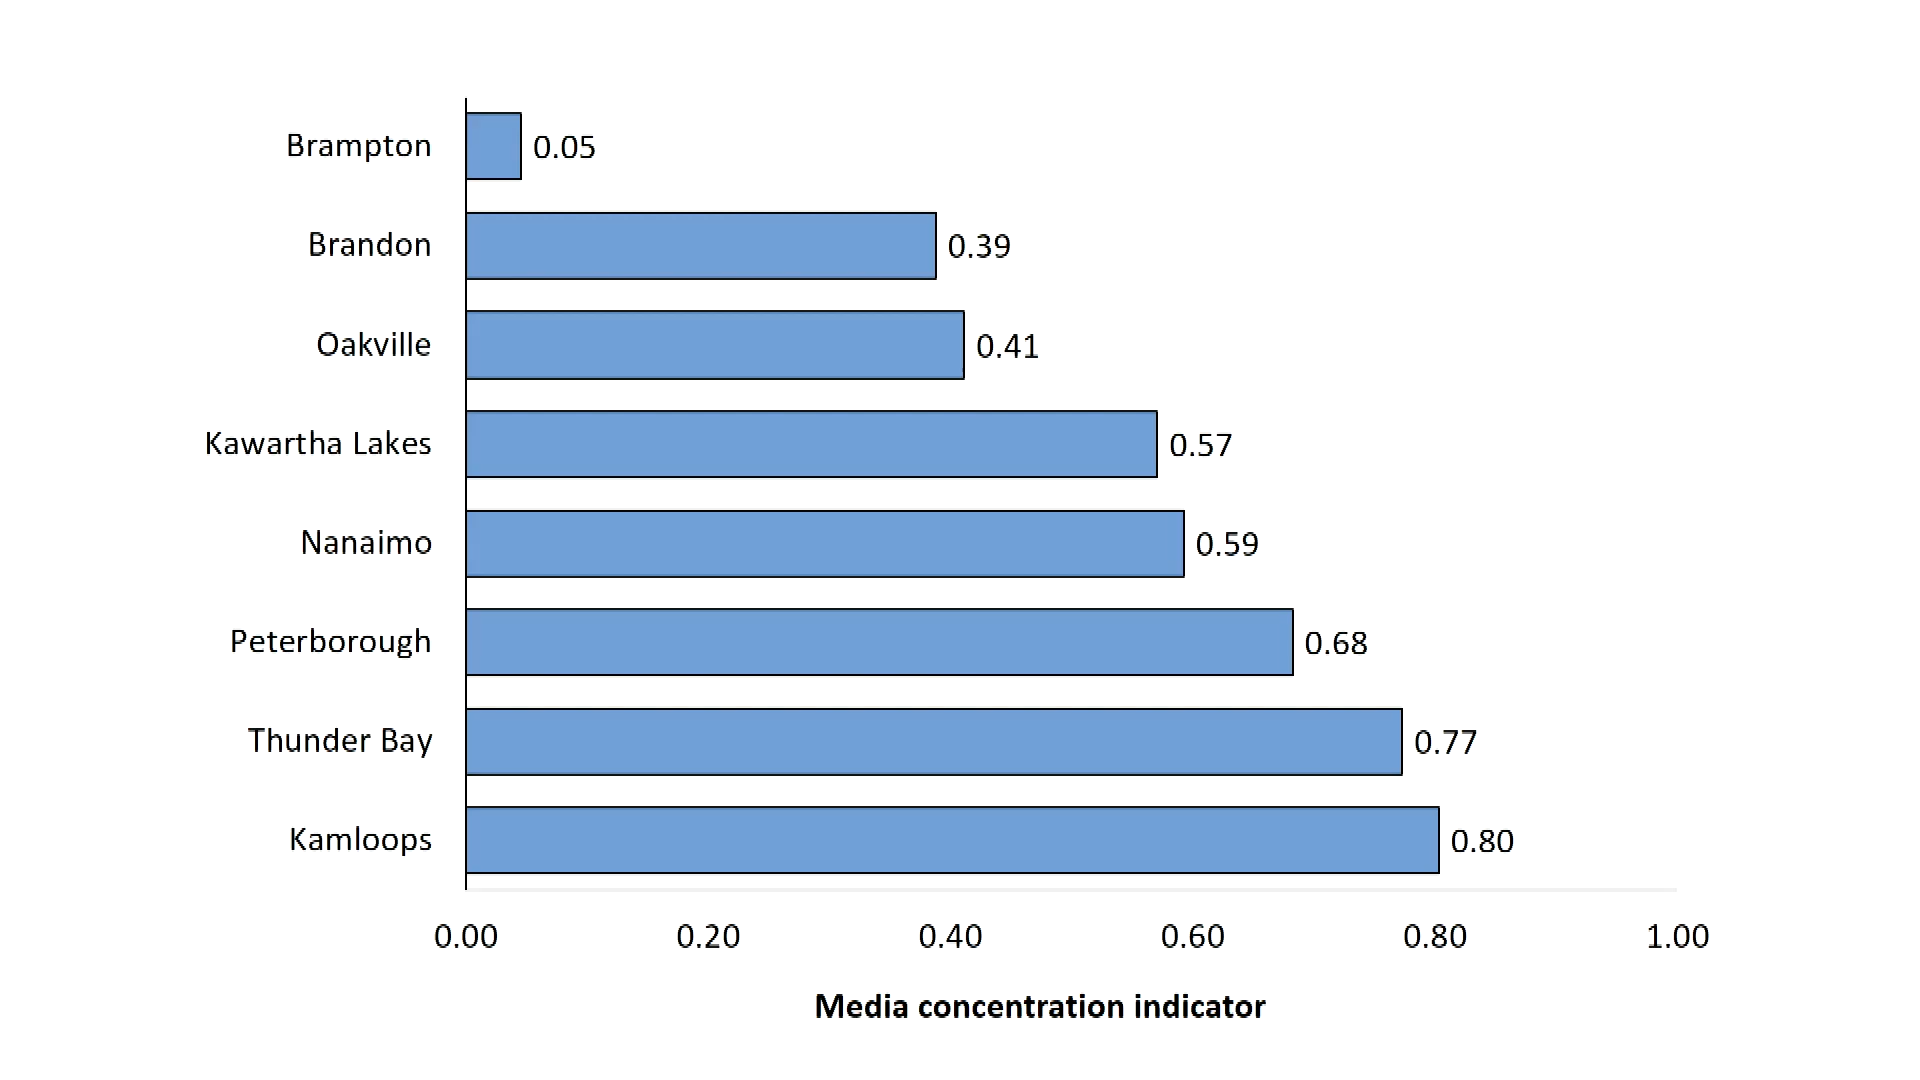 Brampton 0.05
Brandon 0.39
Oakville 0.41
Kawartha Lakes 0.57
Nanaimo 0.59
Peterborough 0.68
Thunder Bay 0.77
Kamloops 0.80
0.00 0.20 0.40 0.60 0.80 1.00
Media concentration indicator